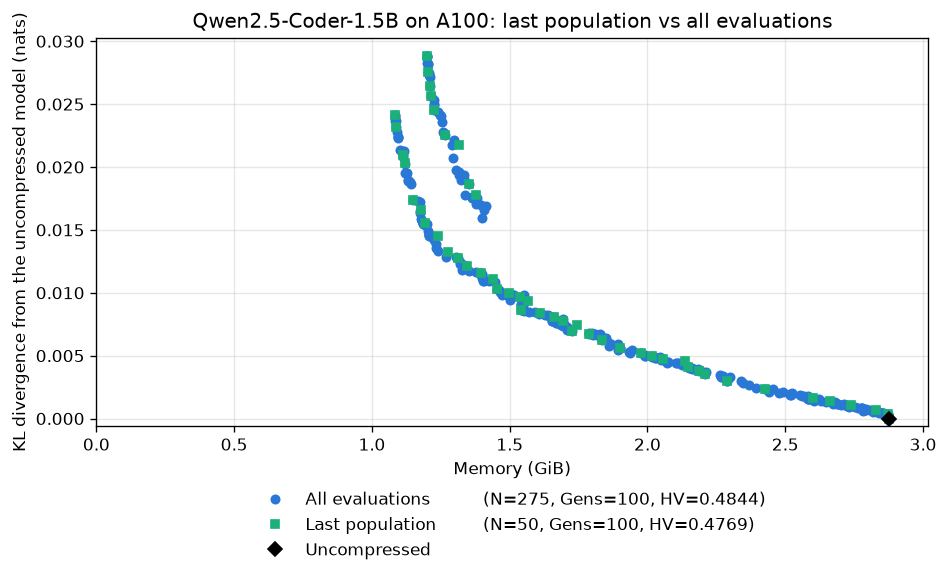 Qwen2.5-Coder-1.5B on A100: last population vs all evaluations
KL divergence from the uncompressed model (nats)
0.030
0.025
0.020
0.015
0.010
0.005
0.000
0.0 0.5 1.0 1.5 2.0 2.5 3.0
Memory (GiB)
All evaluations (N=275, Gens=100, HV=0.4844)
Last population (N=50, Gens=100, HV=0.4769)
Uncompressed